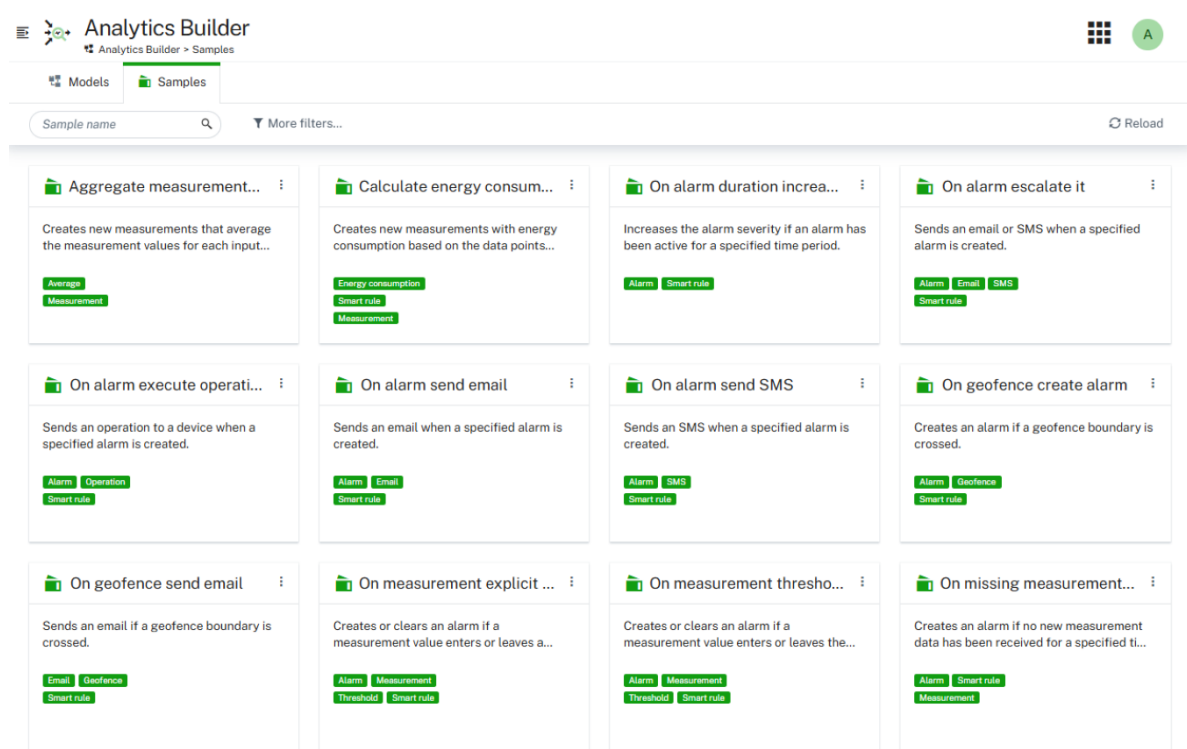 Analytics Builder
Analytics Builder > Samples
A
Models
Samples
Sample name
More filters...
Reload
Aggregate measurement...
Calculate energy consum...
On alarm duration increa...
On alarm escalate it
Creates new measurements that average
the measurement values for each input...
Creates new measurements with energy
consumption based on the data points...
Increases the alarm severity if an alarm has
been active for a specified time period.
Sends an email or SMS when a specified
alarm is created.
Average
Measurement
Energy consumption
Smart rule
Measurement
Alarm Smart rule
Alarm Email SMS
Smart rule
On alarm execute operati...
On alarm send email
On alarm send SMS
On geofence create alarm
Sends an operation to a device when a
specified alarm is created.
Sends an email when a specified alarm is
created.
Sends an SMS when a specified alarm is
created.
Creates an alarm if a geofence boundary is
crossed.
Alarm Operation
Smart rule
Alarm Email
Smart rule
Alarm SMS
Smart rule
Alarm Geofence
Smart rule
On geofence send email
On measurement explicit ...
On measurement thresho...
On missing measurement...
Sends an email if a geofence boundary is
crossed.
Creates or clears an alarm if a
measurement value enters or leaves a...
Creates or clears an alarm if a
measurement value enters or leaves the...
Creates an alarm if no new measurement
data has been received for a specified ti...
Email Geofence
Smart rule
Alarm Measurement
Threshold Smart rule
Alarm Measurement
Threshold Smart rule
Alarm Smart rule
Measurement